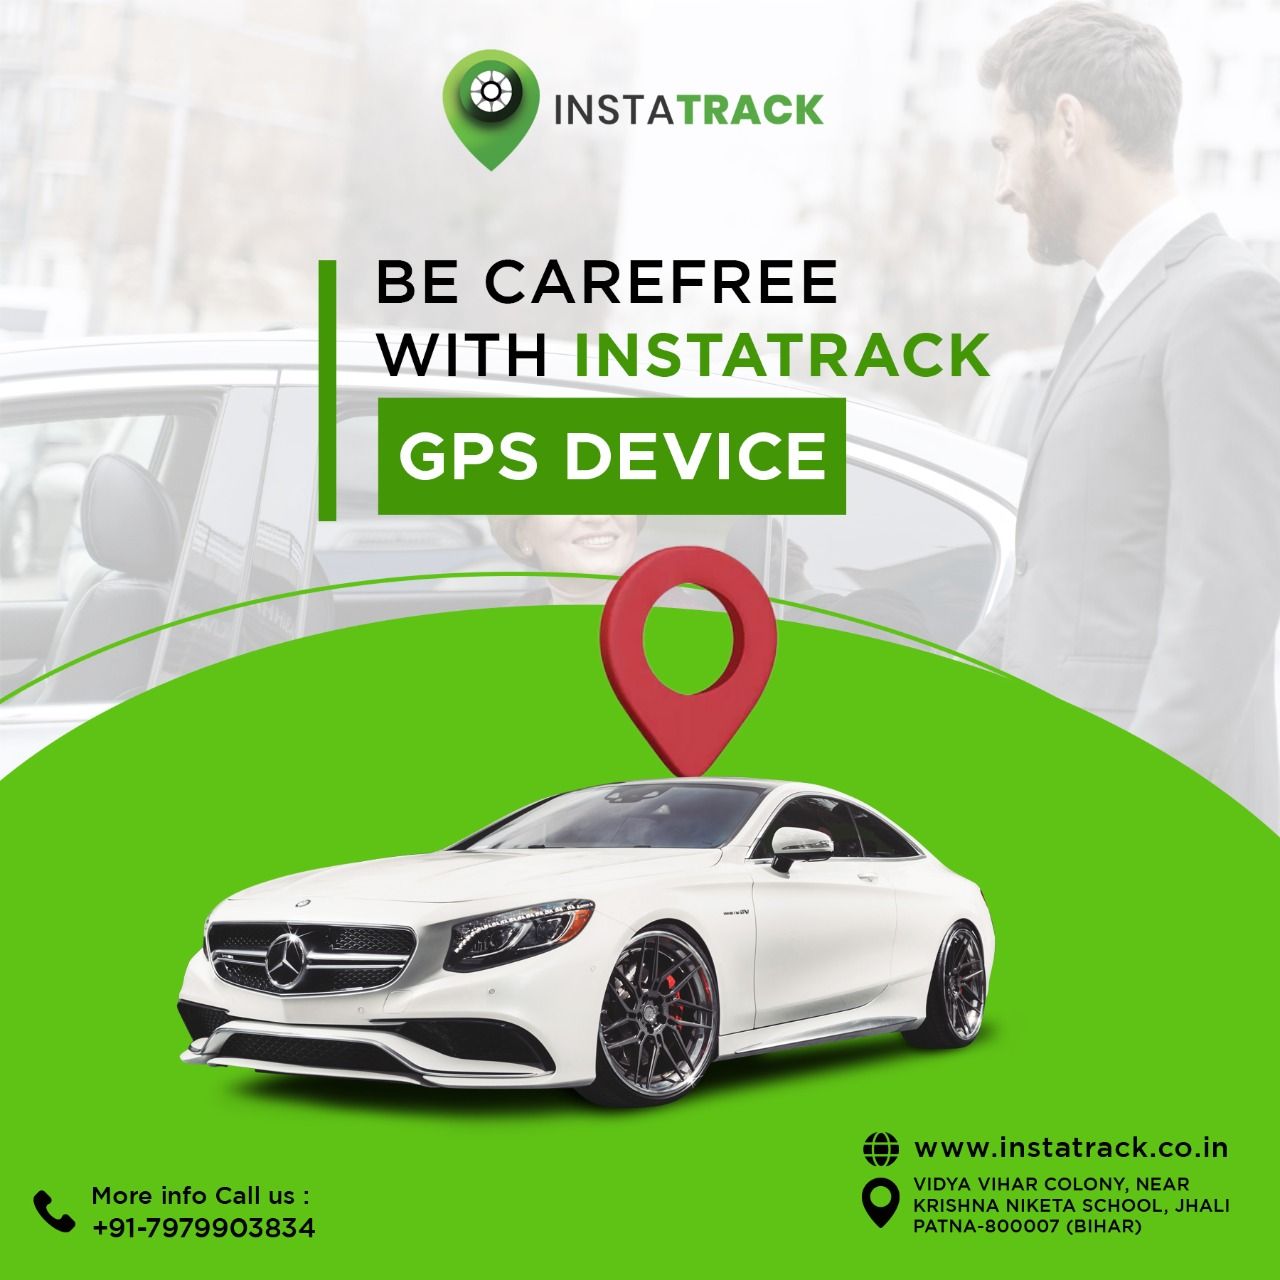 INSTATRACK
BE CAREFREE
WITH INSTATRACK
GPS DEVICE
More info Call us :
+91-7979903834
www.instatrack.co.in
VIDYA VIHAR COLONY, NEAR
KRISHNA NIKETA SCHOOL, JHALI
PATNA-800007 (BIHAR)